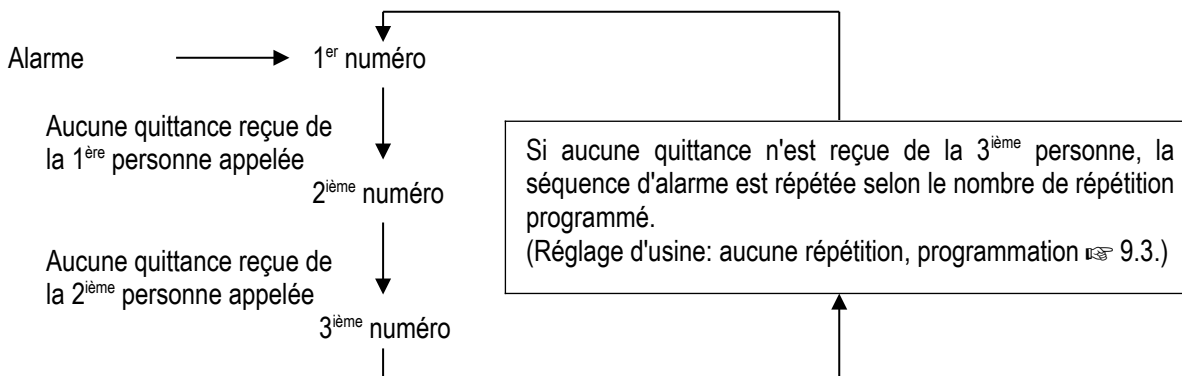 Alarme
1er numéro
Aucune quittance reçue de
la 1ère personne appelée
2ième numéro
Aucune quittance reçue de
la 2ième personne appelée
3ième numéro
Si aucune quittance n'est reçue de la 3ième personne, la
séquence d'alarme est répétée selon le nombre de répétition
programmé.
(Réglage d'usine: aucune répétition, programmation ☞ 9.3.)